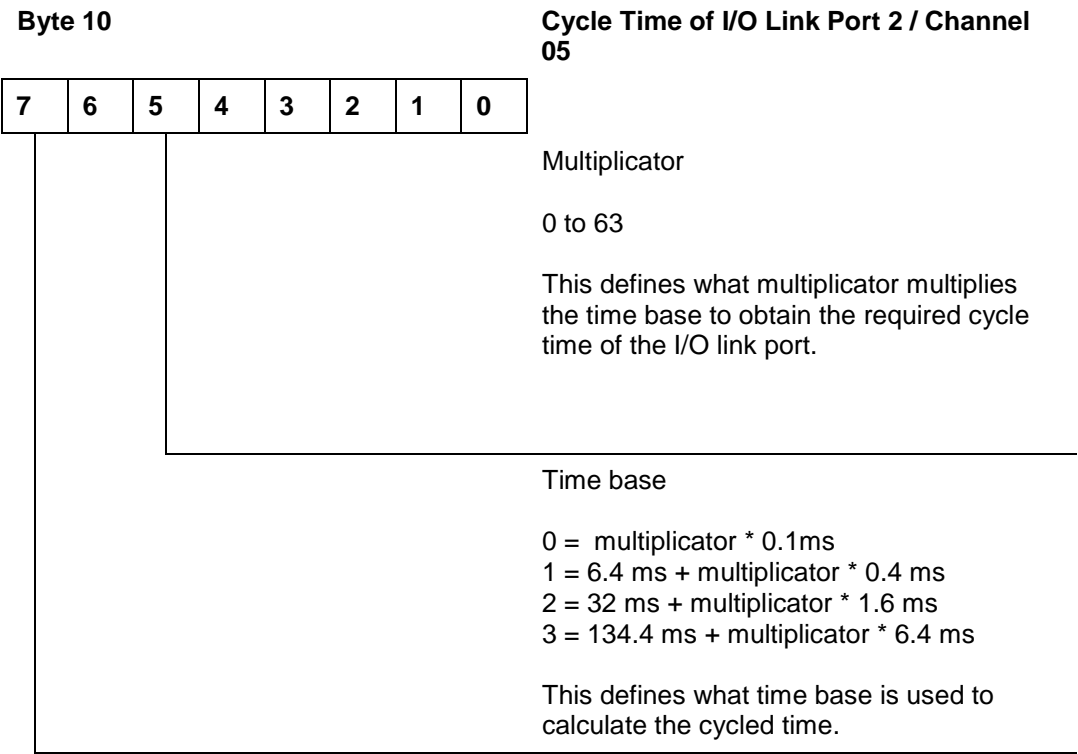 Byte 10
Cycle Time of I/O Link Port 2 / Channel
05
7 6 5 4 3 2 1 0
Multiplicator
0 to 63
This defines what multiplicator multiplies
the time base to obtain the required cycle
time of the I/O link port.
Time base
0 = multiplicator * 0.1ms
1 = 6.4 ms + multiplicator * 0.4 ms
2 = 32 ms + multiplicator * 1.6 ms
3 = 134.4 ms + multiplicator * 6.4 ms
This defines what time base is used to
calculate the cycled time.